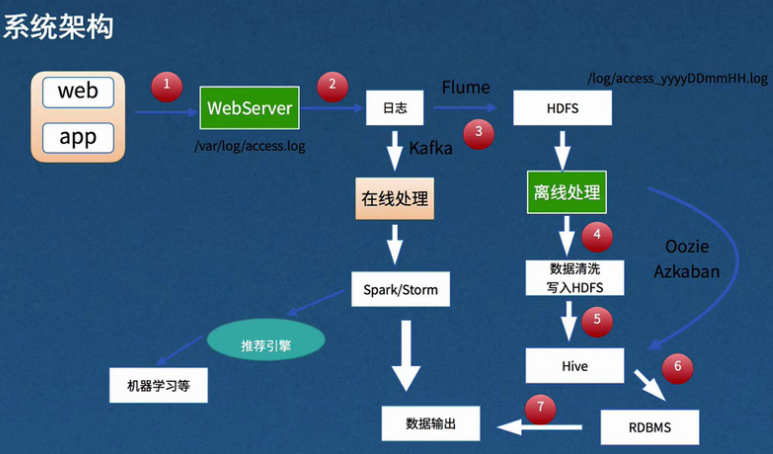 系统架构
web
app
1
WebServer
/var/log/access.log
2
日志
Flume
3
Kafka
/log/access_yyyyDDmmHH.log
HDFS
在线处理
离线处理
4
Oozie
Azkaban
Spark/Storm
数据清洗
写入HDFS
5
推荐引擎
机器学习等
Hive
6
7
数据输出
RDBMS